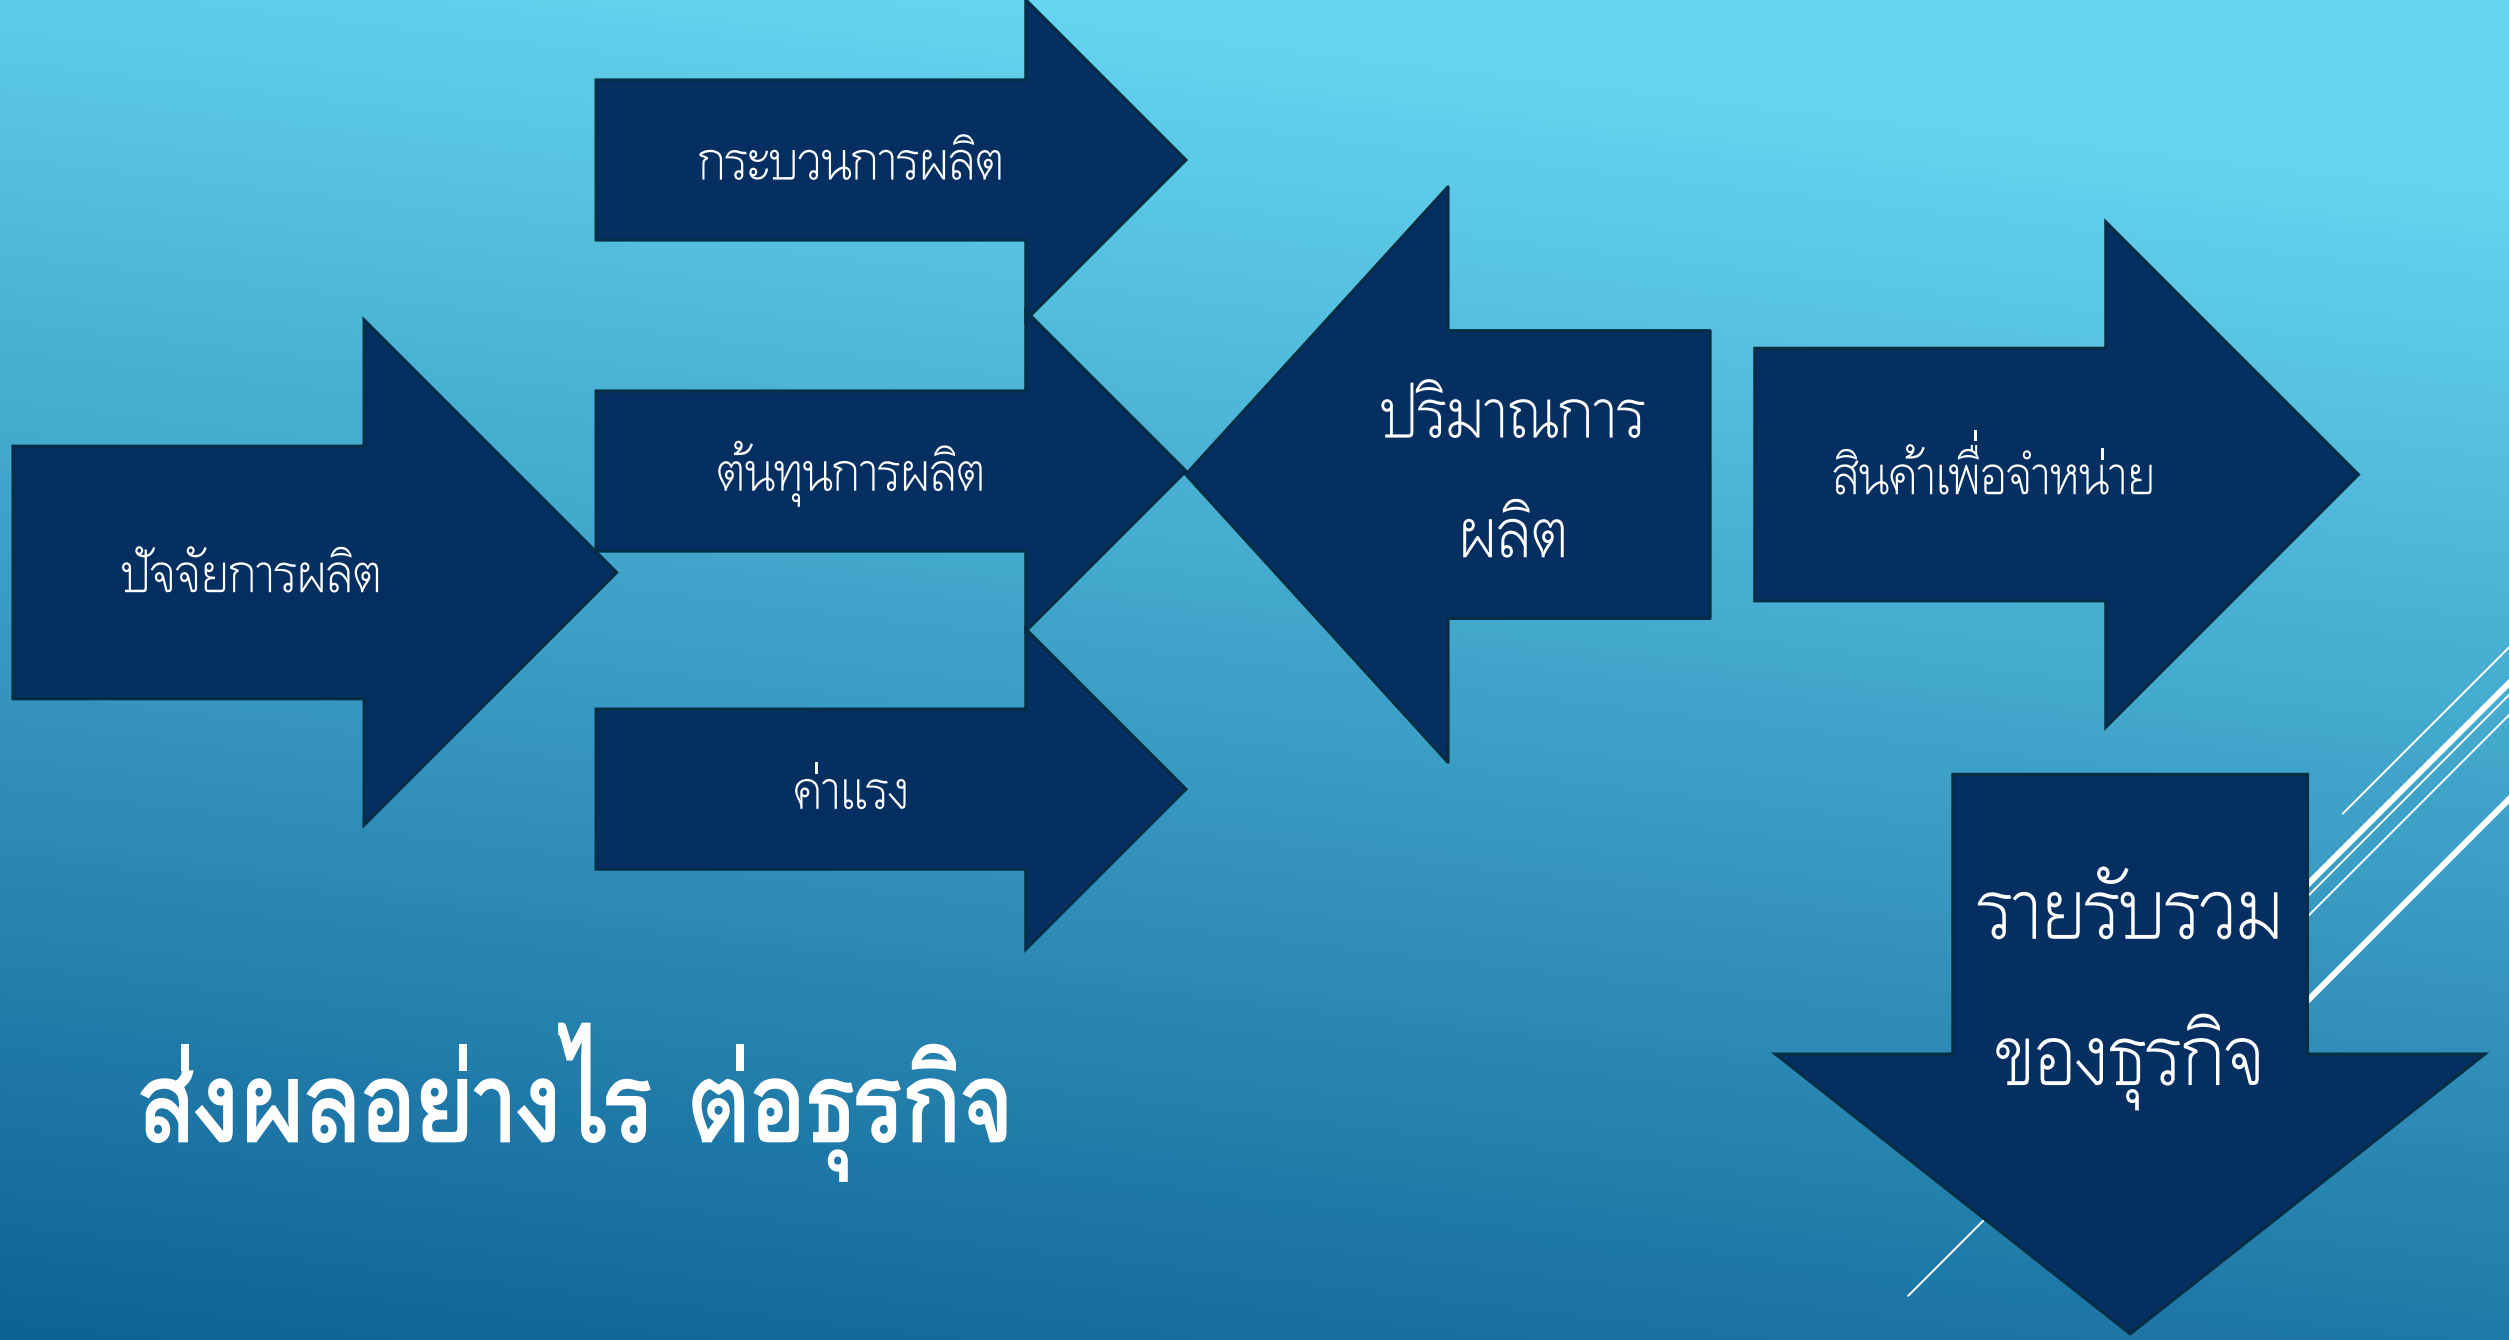 กระบวนการผลิต
ปัจจัยการผลิต
ต้นทุนการผลิต
ค่าแรง
ปริมาณการ
ผลิต
สินค้าเพื่อจำหน่าย
รายรับรวม
ของธุรกิจ
ส่งผลอย่างไร ต่อธุรกิจ